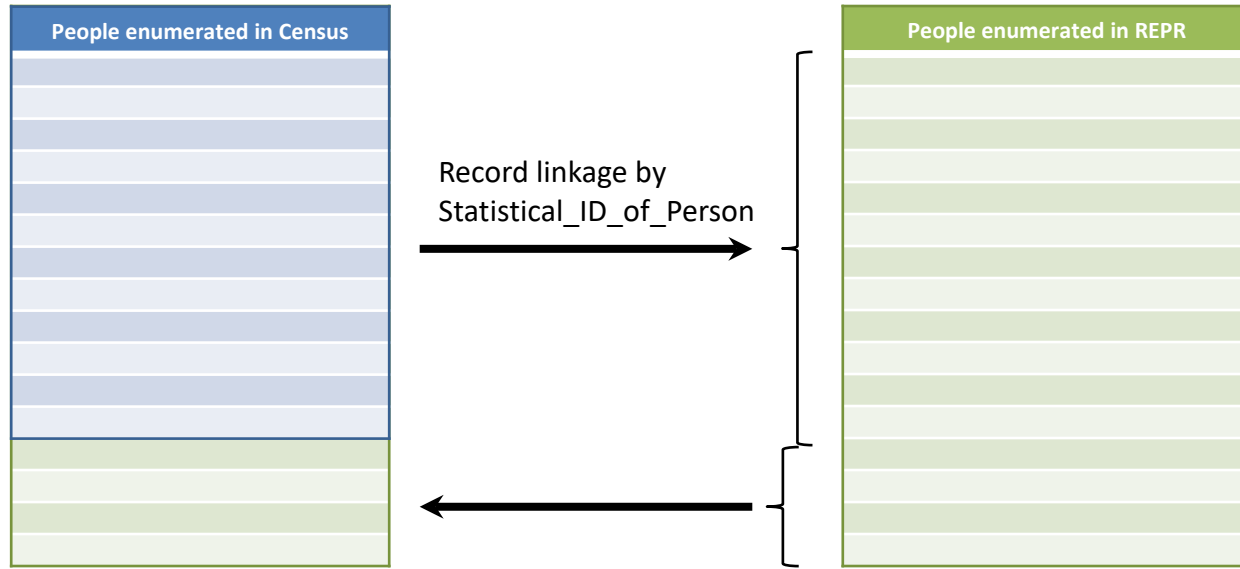 People enumerated in Census
People enumerated in REPR
Record linkage by
Statistical_ID_of_Person